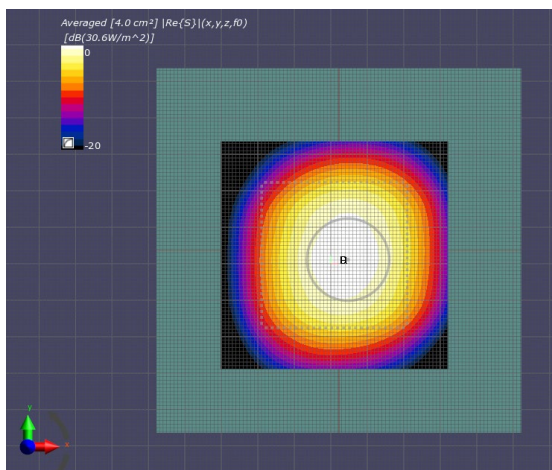 Averaged [4.0 cm²] |Re{S}|(x,y,z,f0)
[dB(30.6W/m^2)]
0
-20
y
x